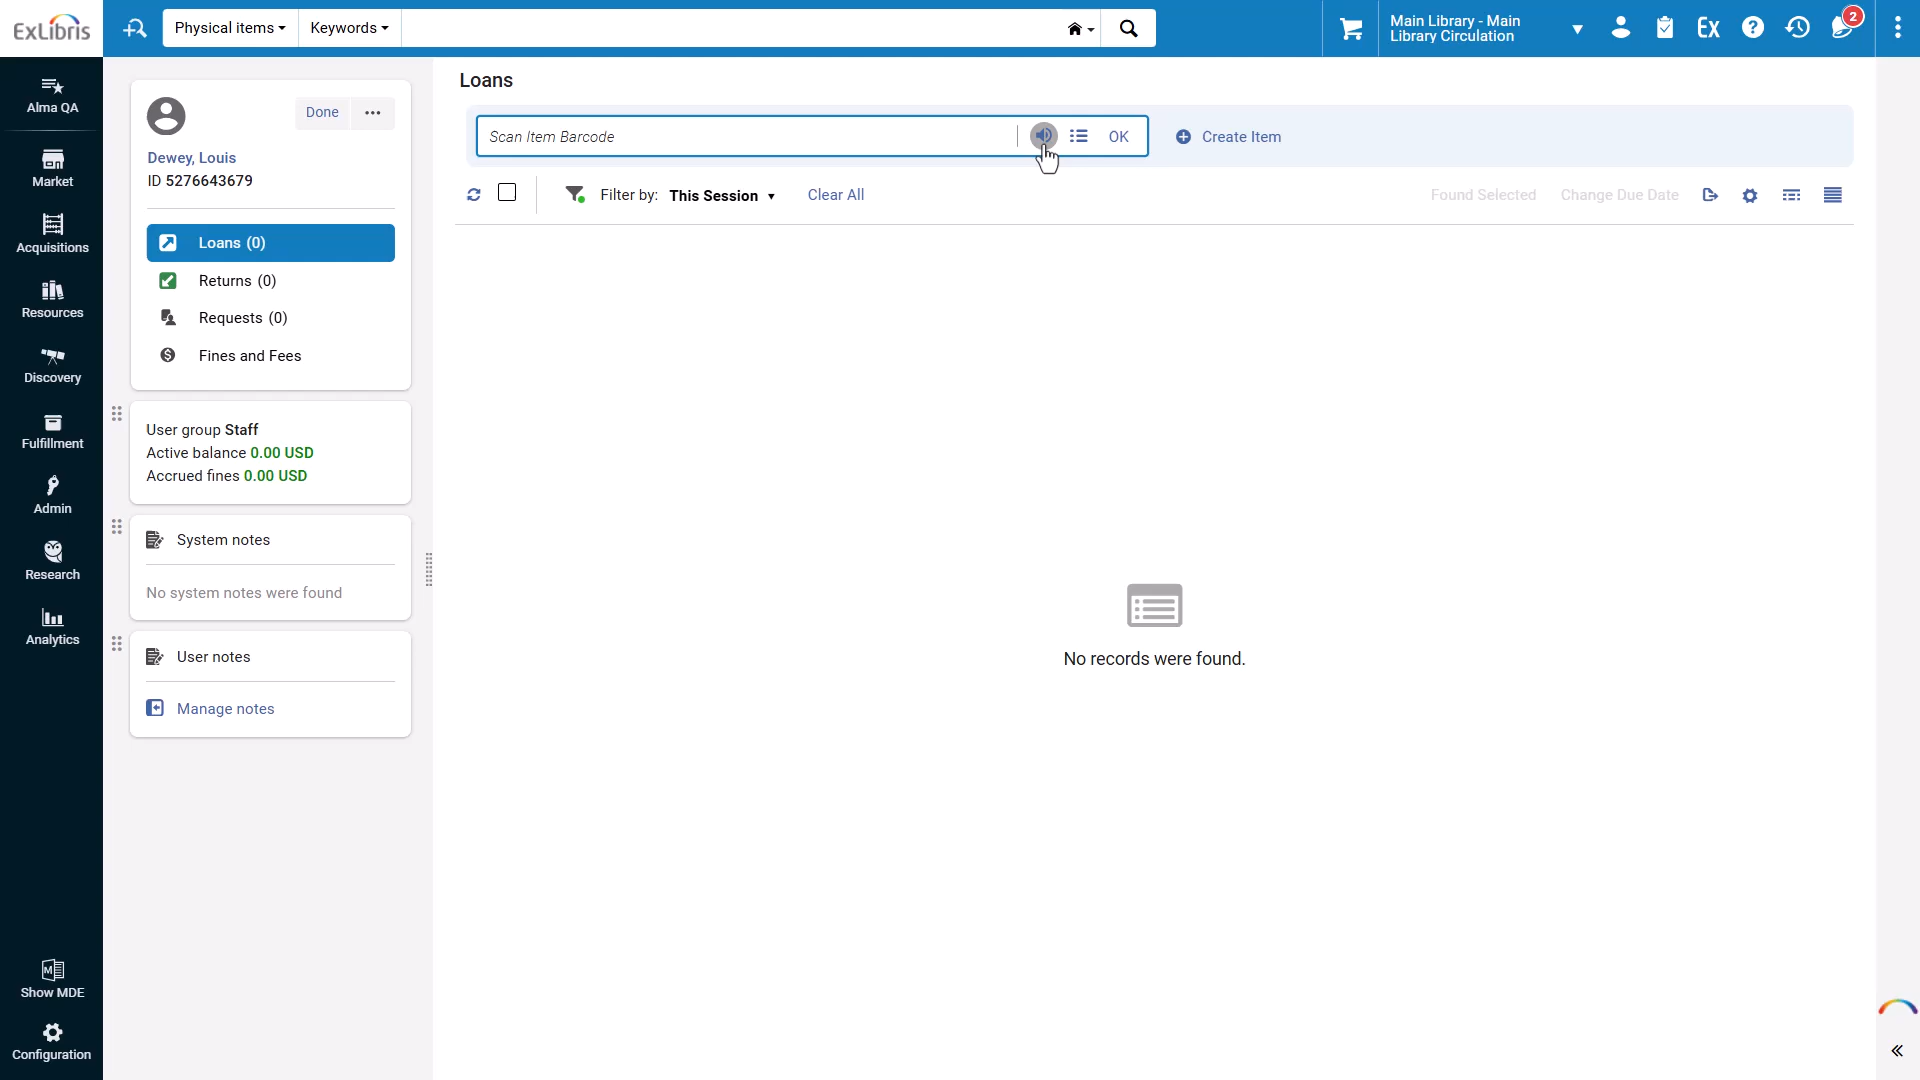 ExLibris
Physical items
Keywords
Main Library - Main
Library Circulation
EX
?
2
Alma QA
Market
Acquisitions
Resources
Discovery
Fulfillment
Admin
Research
Analytics
Show MDE
Configuration
Done
Dewey, Louis
ID 5276643679
Loans (0)
Returns (0)
Requests (0)
$ Fines and Fees
User group Staff
Active balance 0.00 USD
Accrued fines 0.00 USD
System notes
No system notes were found
User notes
Manage notes
Loans
Scan Item Barcode
OK
Create Item
Filter by: This Session
Clear All
Found Selected
Change Due Date
No records were found.